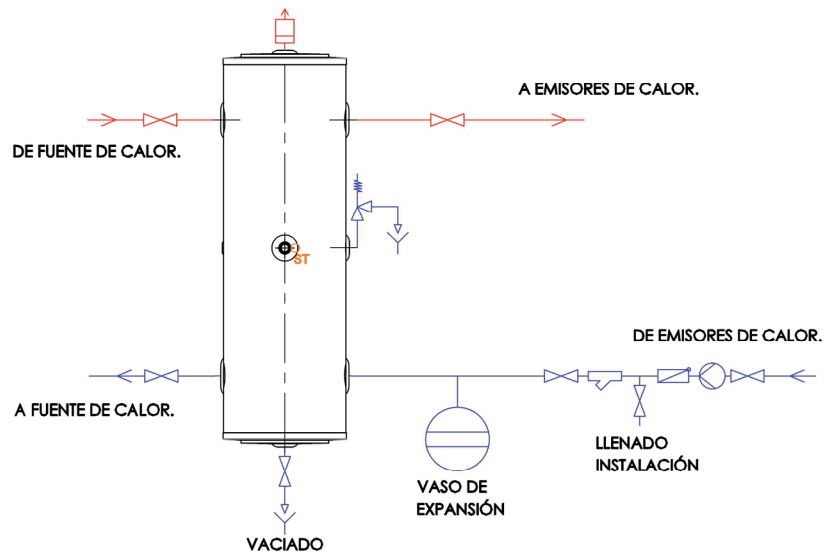 A EMISORES DE CALOR.
DE FUENTE DE CALOR.
ST
DE EMISORES DE CALOR.
A FUENTE DE CALOR.
LLENADO
INSTALACIÓN
VASO DE
EXPANSIÓN
VACIADO